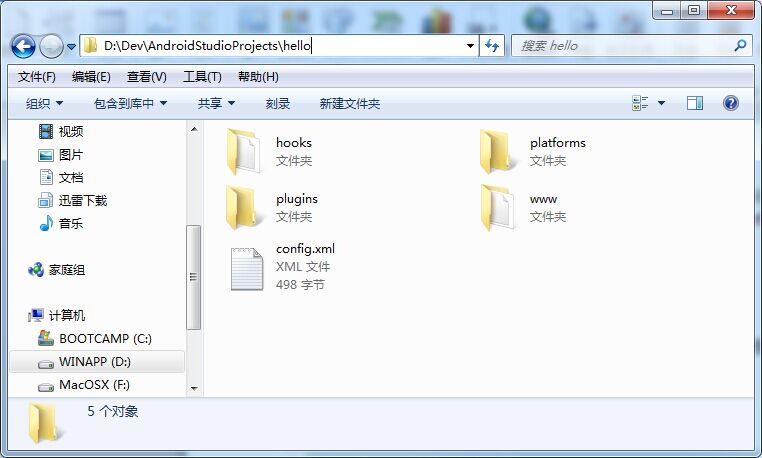 D:\Dev\AndroidStudioProjects\hello
搜索 hello
文件(F) 编辑(E) 查看(V) 工具(T) 帮助(H)
组织 包含到库中 共享 刻录 新建文件夹
视频
图片
文档
迅雷下载
音乐
家庭组
计算机
BOOTCAMP (C:)
WINAPP (D:)
MacOSX (F:)
hooks
文件夹
platforms
文件夹
plugins
文件夹
www
文件夹
config.xml
XML 文件
498 字节
5 个对象